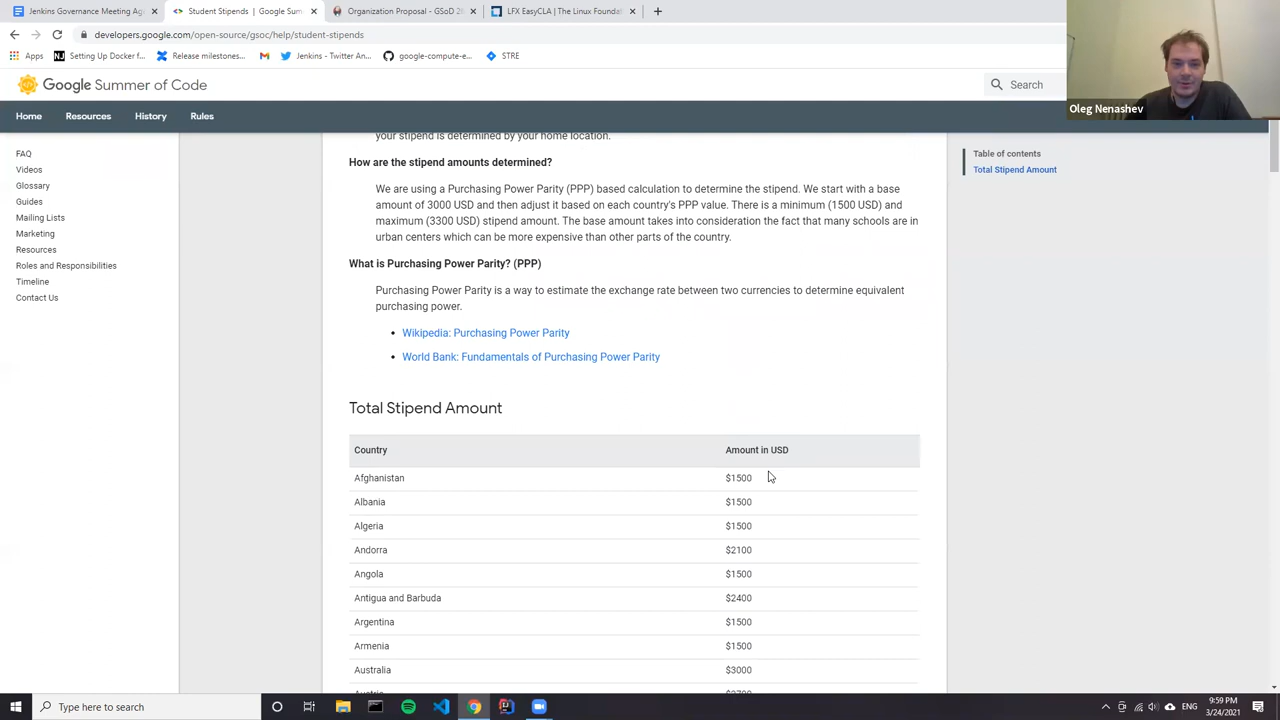 Jenkins Governance Meeting Ag
Student Stipends | Google Sum
Organization Proposal - GSoD 2
LFX EasyCLA | The Linux Foundat
developers.google.com/open-source/gsoc/help/student-stipends
Apps
Setting Up Docker f...
Release milestones...
Jenkins - Twitter An...
google-compute-e...
STRE
Google Summer of Code
Search
Oleg Nenashev
Home
Resources
History
Rules
FAQ
Videos
Glossary
Guides
Mailing Lists
Marketing
Resources
Roles and Responsibilities
Timeline
Contact Us
your stipend is determined by your home location.
How are the stipend amounts determined?
We are using a Purchasing Power Parity (PPP) based calculation to determine the stipend. We start with a base
amount of 3000 USD and then adjust it based on each country's PPP value. There is a minimum (1500 USD) and
maximum (3300 USD) stipend amount. The base amount takes into consideration the fact that many schools are in
urban centers which can be more expensive than other parts of the country.
What is Purchasing Power Parity? (PPP)
Purchasing Power Parity is a way to estimate the exchange rate between two currencies to determine equivalent
purchasing power.
• Wikipedia: Purchasing Power Parity
• World Bank: Fundamentals of Purchasing Power Parity
Total Stipend Amount
Country Amount in USD
Afghanistan $1500
Albania $1500
Algeria $1500
Andorra $2100
Angola $1500
Antigua and Barbuda $2400
Argentina $1500
Armenia $1500
Australia $3000
Table of contents
Total Stipend Amount
Type here to search
ENG
9:59 PM
3/24/2021